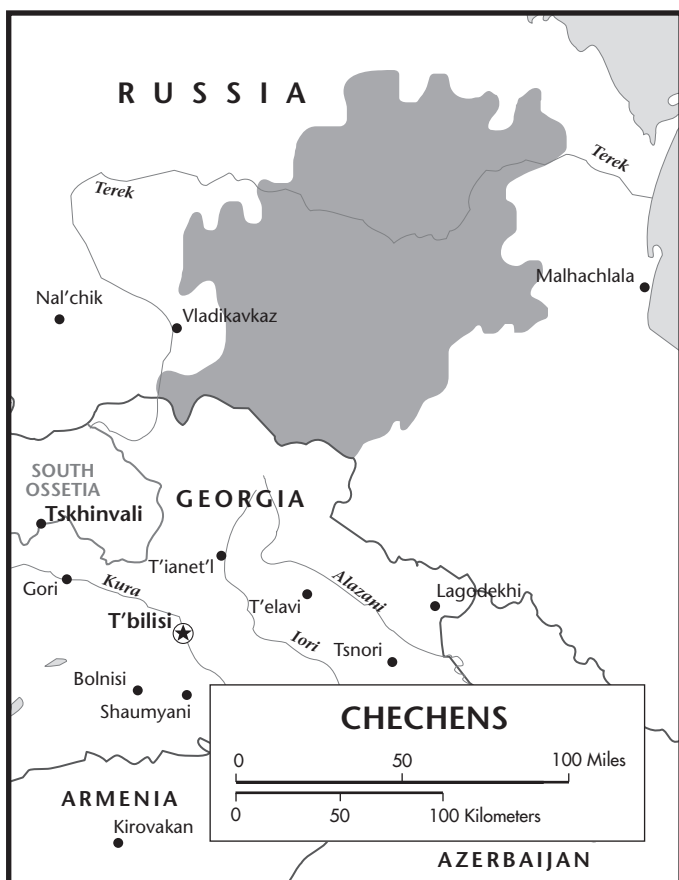 RUSSIA
Terek
Terek
Malhachlala
Nal'chik
Vladikavkaz
SOUTH
OSSETIA
GEORGIA
Tskhinvali
T'ianet'l
Gori
Kura
T'elavi
Alazani
Lagodekhi
T'bilisi
Iori
Tsnori
Bolnisi
Shaumyani
CHECHENS
0 50 100 Miles
0 50 100 Kilometers
ARMENIA
Kirovakan
AZERBAIJAN